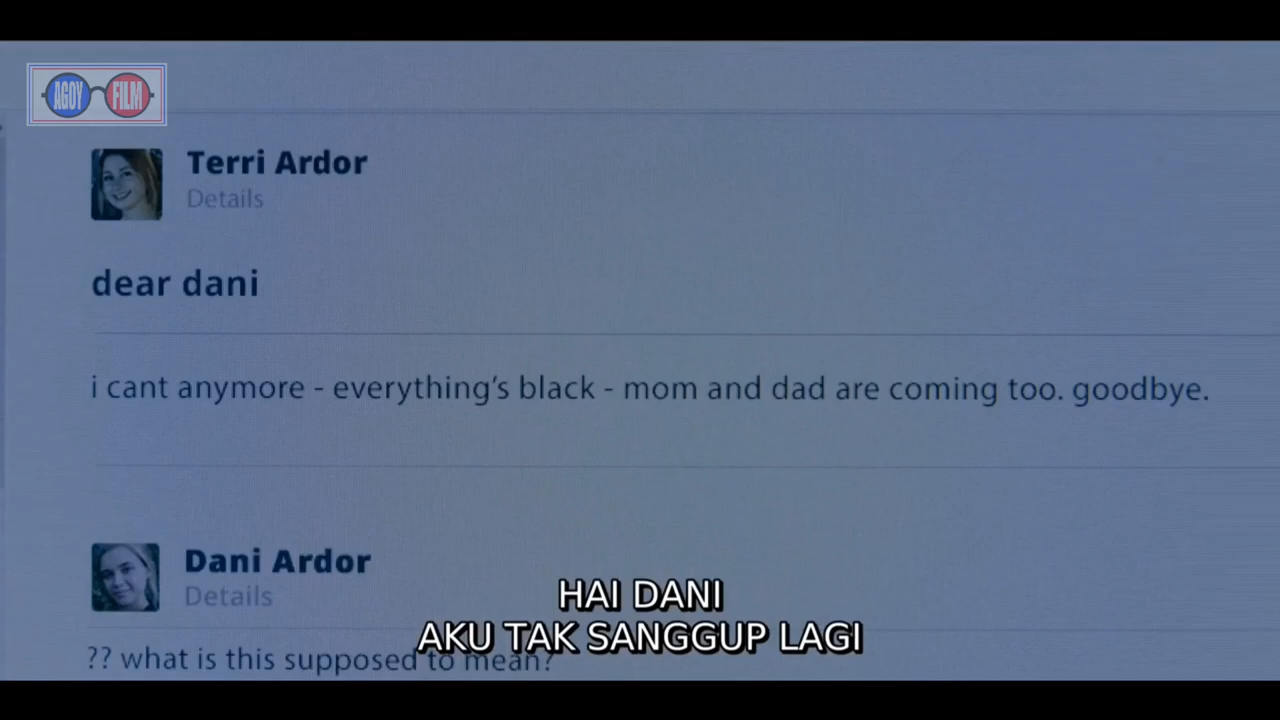 AGOY FILM
Terri Ardor
Details
dear dani
i cant anymore - everything's black - mom and dad are coming too. goodbye.
Dani Ardor
Details
?? what is this supposed to mean?
HAI DANI
AKU TAK SANGGUP LAGI